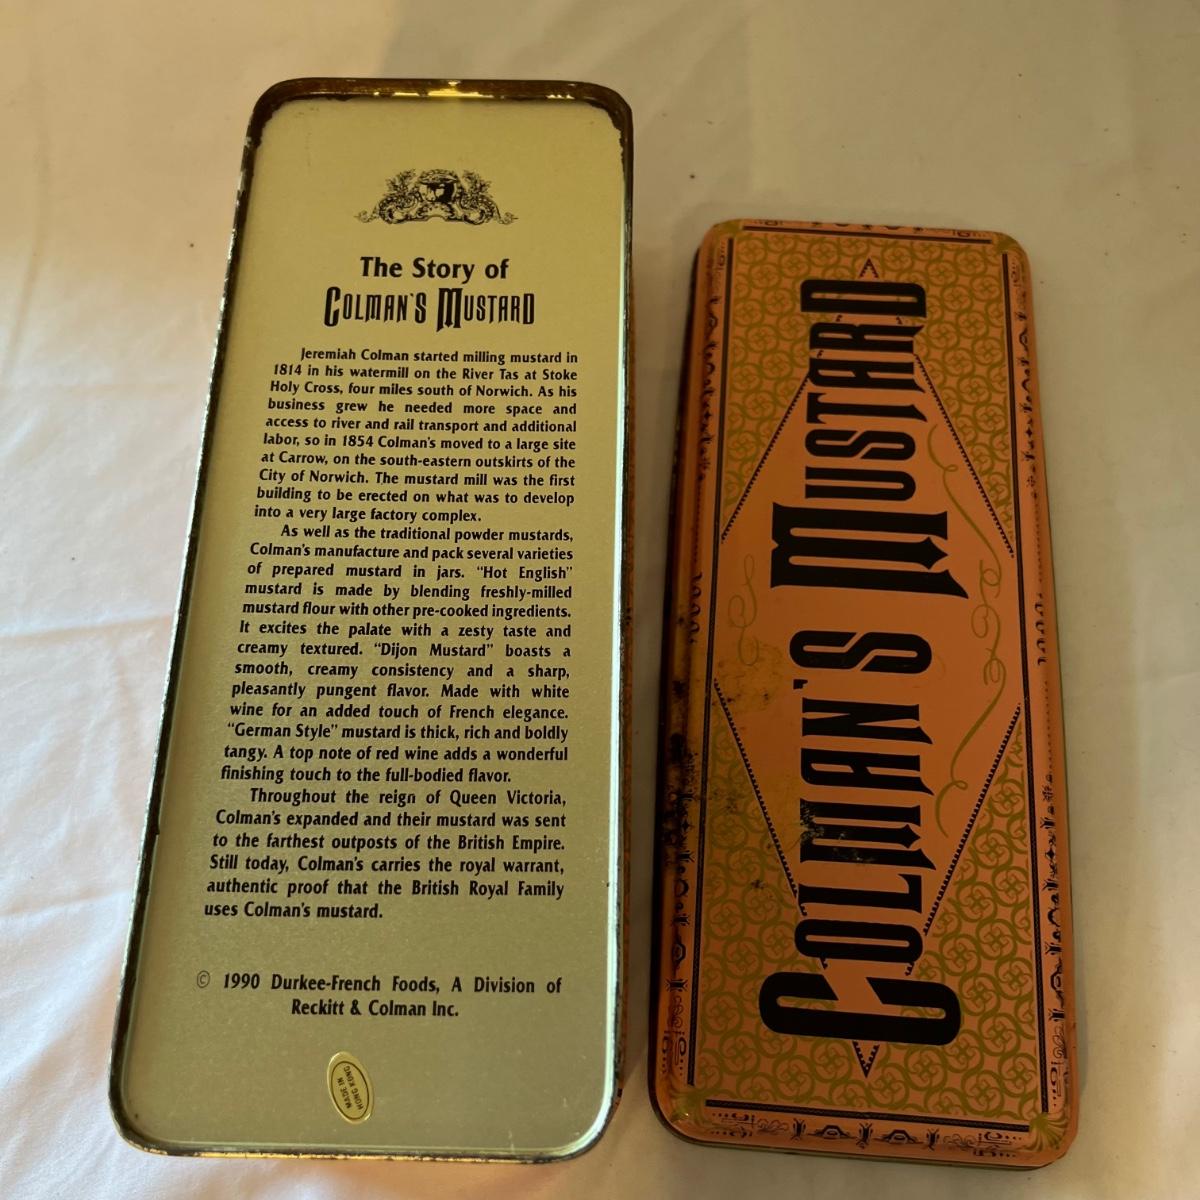 The Story of
COLMAN'S MUSTARD
Jeremiah Colman started milling mustard in
1814 in his watermill on the River Tas at Stoke
Holy Cross, four miles south of Norwich. As his
business grew he needed more space and
access to river and rail transport and additional
labor, so in 1854 Colman's moved to a large site
at Carrow, on the south-eastern outskirts of the
City of Norwich. The mustard mill was the first
building to be erected on what was to develop
into a very large factory complex.
As well as the traditional powder mustards,
Colman's manufacture and pack several varieties
of prepared mustard in jars. "Hot English"
mustard is made by blending freshly-milled
mustard flour with other pre-cooked ingredients.
It excites the palate with a zesty taste and
creamy textured. "Dijon Mustard" boasts a
smooth, creamy consistency and a sharp,
pleasantly pungent flavor. Made with white
wine for an added touch of French elegance.
"German Style" mustard is thick, rich and boldly
tangy. A top note of red wine adds a wonderful
finishing touch to the full-bodied flavor.
Throughout the reign of Queen Victoria,
Colman's expanded and their mustard was sent
to the farthest outposts of the British Empire.
Still today, Colman's carries the royal warrant,
authentic proof that the British Royal Family
uses Colman's mustard.
© 1990 Durkee-French Foods, A Division of
Reckitt & Colman Inc.
MADE IN
HONG KONG
COLMAN'S MUSTARD